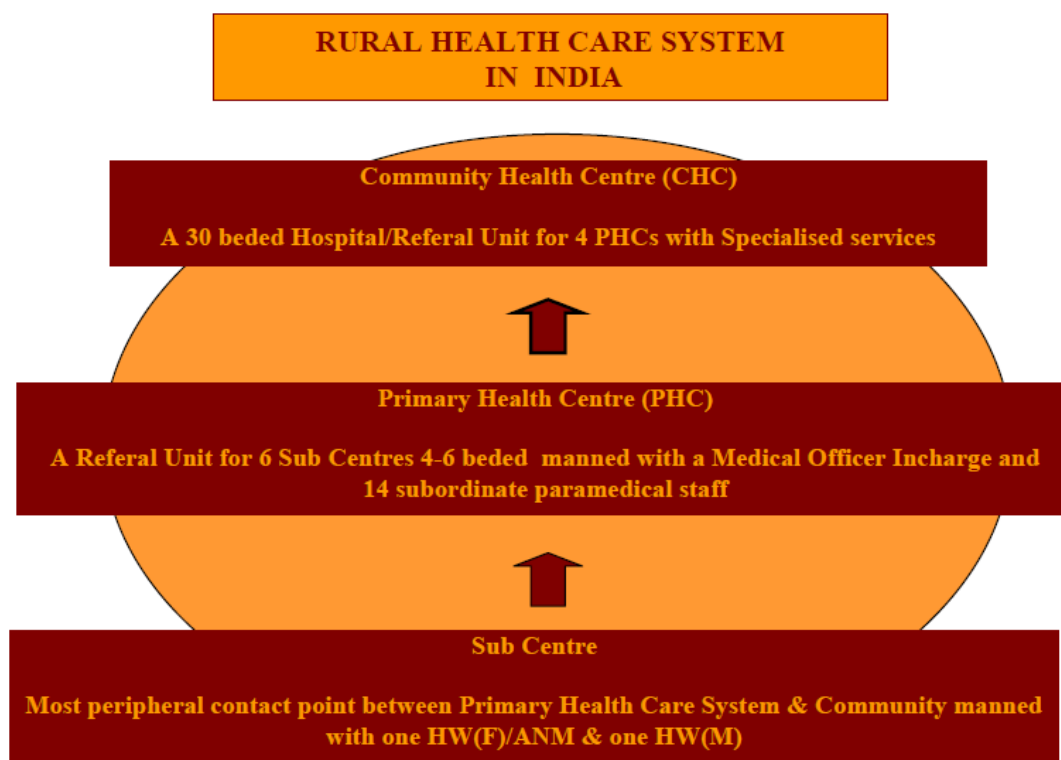 RURAL HEALTH CARE SYSTEM
IN INDIA
Community Health Centre (CHC)
A 30 beded Hospital/Referal Unit for 4 PHCs with Specialised services
Primary Health Centre (PHC)
A Referal Unit for 6 Sub Centres 4-6 beded manned with a Medical Officer Incharge and
14 subordinate paramedical staff
Sub Centre
Most peripheral contact point between Primary Health Care System & Community manned
with one HW(F)/ANM & one HW(M)